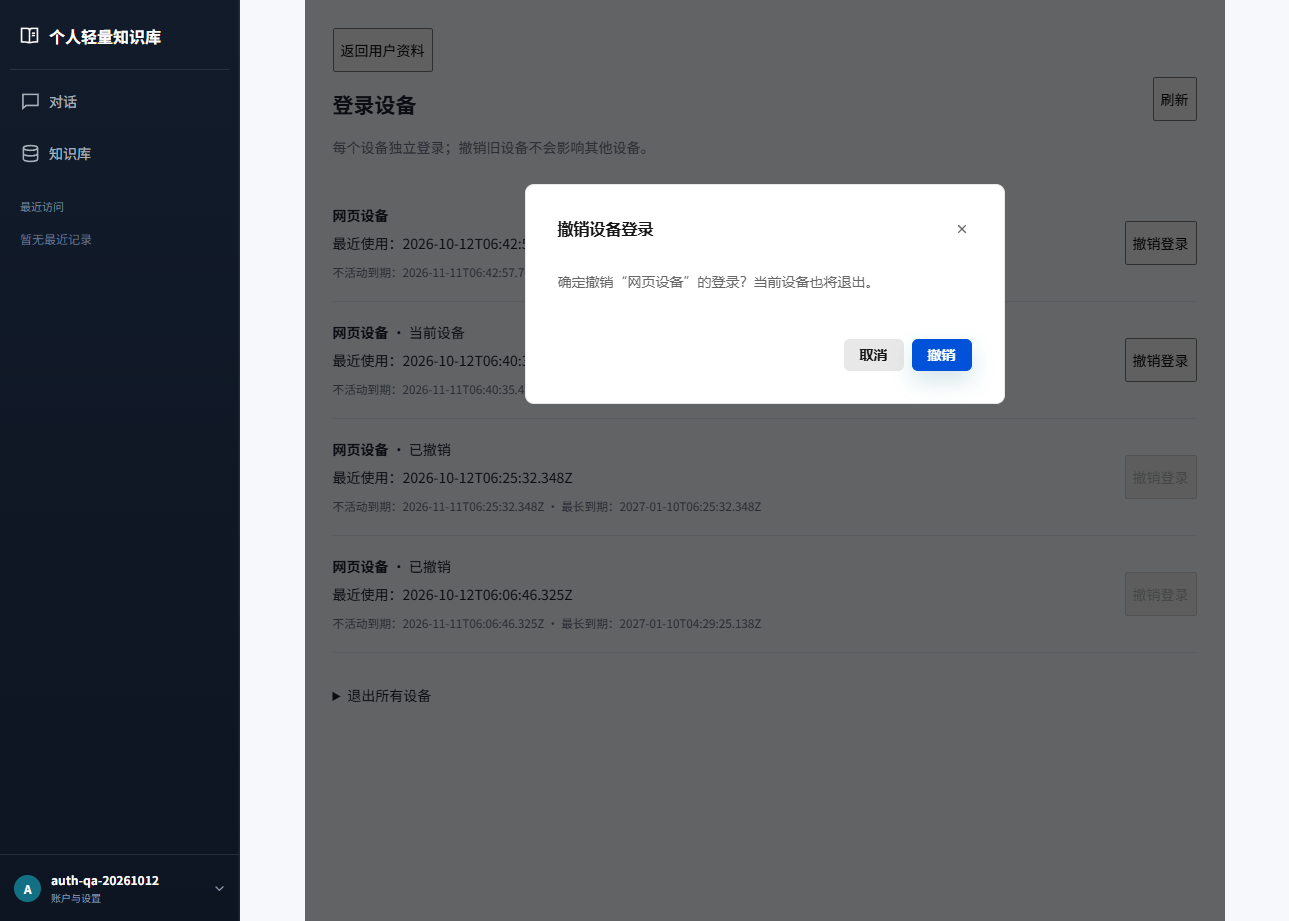 个人轻量知识库
对话
知识库
最近访问
暂无最近记录
auth-qa-20261012
账户与设置
A
返回用户资料
登录设备
刷新
每个设备独立登录；撤销旧设备不会影响其他设备。
网页设备
最近使用：2026-10-12T06:42:5
不活动到期：2026-11-11T06:42:57.7
撤销登录
网页设备 · 当前设备
最近使用：2026-10-12T06:40:3
不活动到期：2026-11-11T06:40:35.4
撤销登录
网页设备 · 已撤销
最近使用：2026-10-12T06:25:32.348Z
不活动到期：2026-11-11T06:25:32.348Z · 最长到期：2027-01-10T06:25:32.348Z
撤销登录
网页设备 · 已撤销
最近使用：2026-10-12T06:06:46.325Z
不活动到期：2026-11-11T06:06:46.325Z · 最长到期：2027-01-10T04:29:25.138Z
撤销登录
退出所有设备
撤销设备登录
确定撤销“网页设备”的登录？当前设备也将退出。
取消
撤销